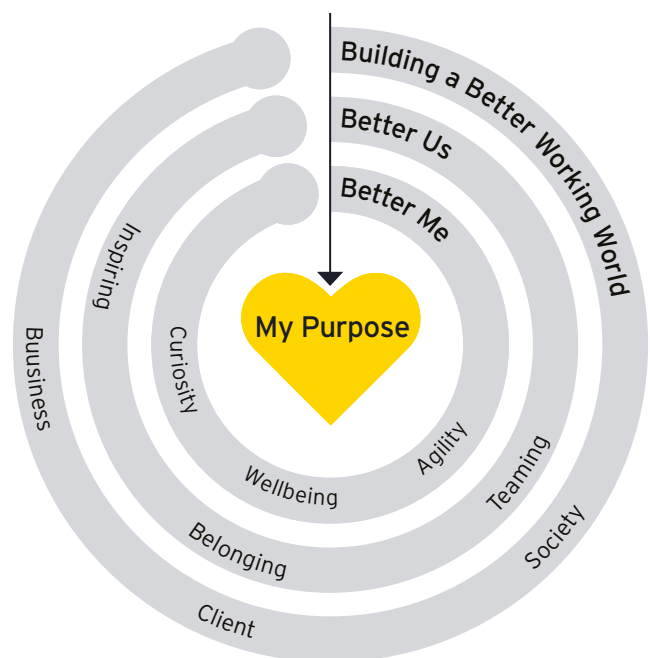 Building a Better Working World
Better Us
Better Me
My Purpose
Inspiring
Buusiness
Curiosity
Agility
Wellbeing
Teaming
Belonging
Society
Client